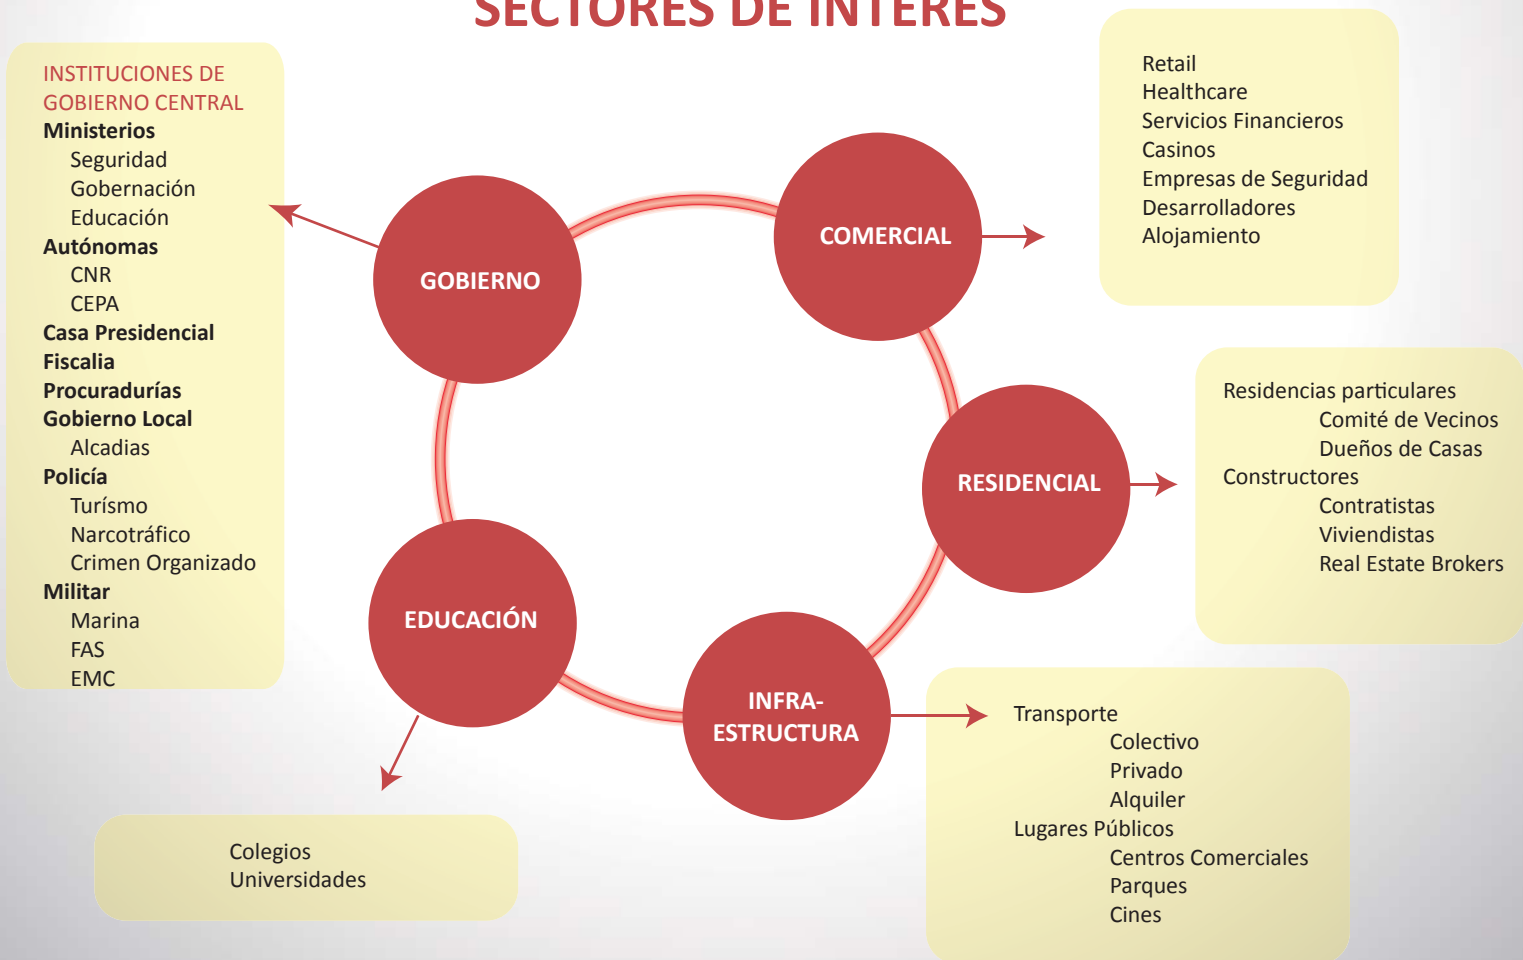 SECTORES DE INTERES
INSTITUCIONES DE
GOBIERNO CENTRAL
Ministerios
Seguridad
Gobernación
Educación
Autónomas
CNR
CEPA
Casa Presidencial
Fiscalia
Procuradurías
Gobierno Local
Alcadias
Policía
Turísmo
Narcotráfico
Crimen Organizado
Militar
Marina
FAS
EMC
GOBIERNO
COMERCIAL
Retail
Healthcare
Servicios Financieros
Casinos
Empresas de Seguridad
Desarrolladores
Alojamiento
RESIDENCIAL
Residencias particulares
Comité de Vecinos
Dueños de Casas
Constructores
Contratistas
Viviendistas
Real Estate Brokers
EDUCACIÓN
Colegios
Universidades
INFRA-
ESTRUCTURA
Transporte
Colectivo
Privado
Alquiler
Lugares Públicos
Centros Comerciales
Parques
Cines